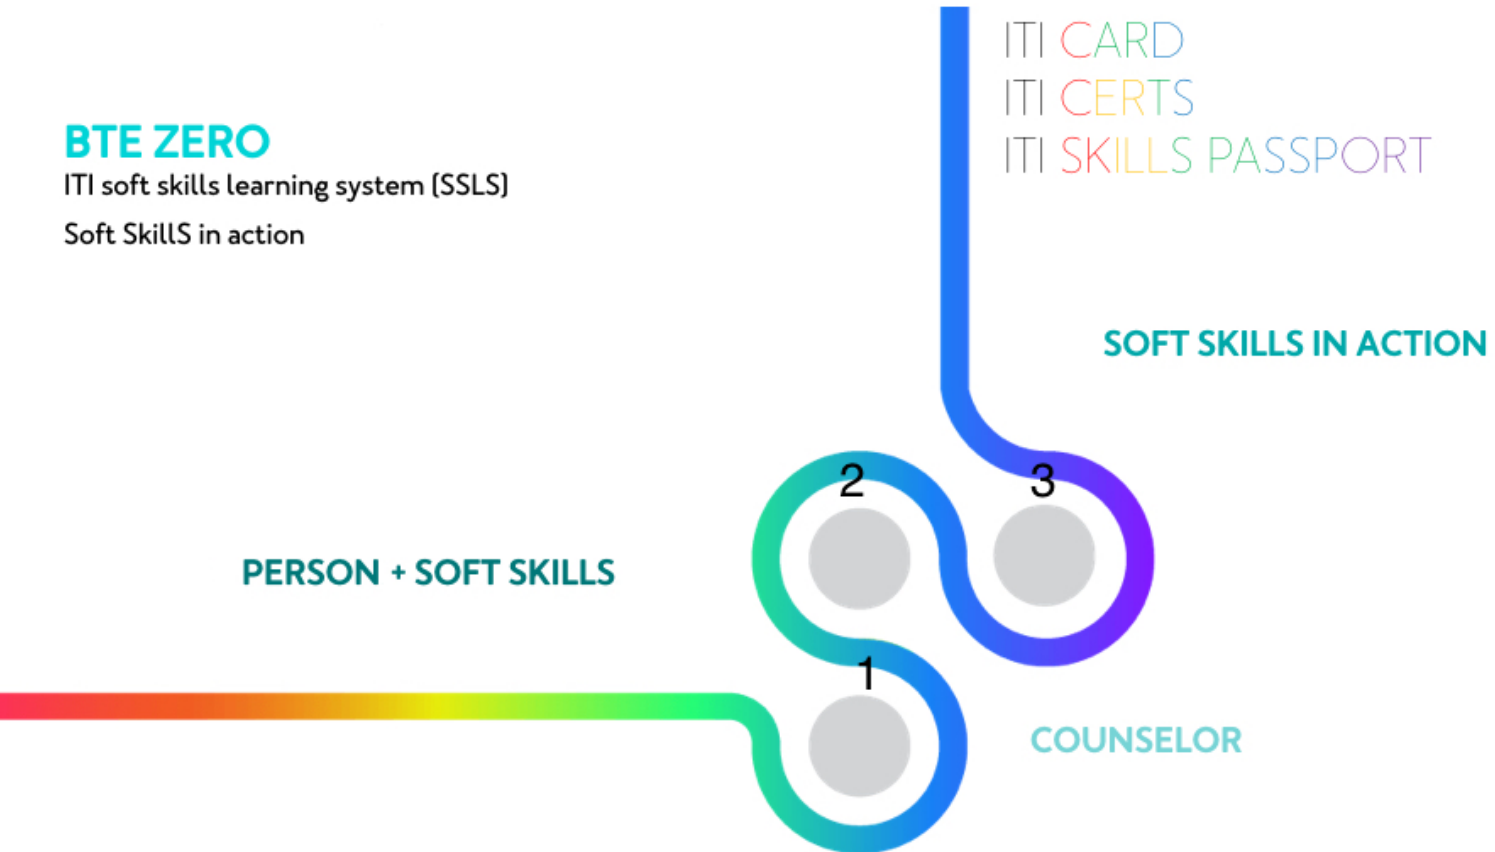 ITI CARD
ITI CERTS
ITI SKILLS PASSPORT
BTE ZERO
ITI soft skills learning system (SSLS)
Soft SkillS in action
SOFT SKILLS IN ACTION
2
3
PERSON + SOFT SKILLS
1
COUNSELOR